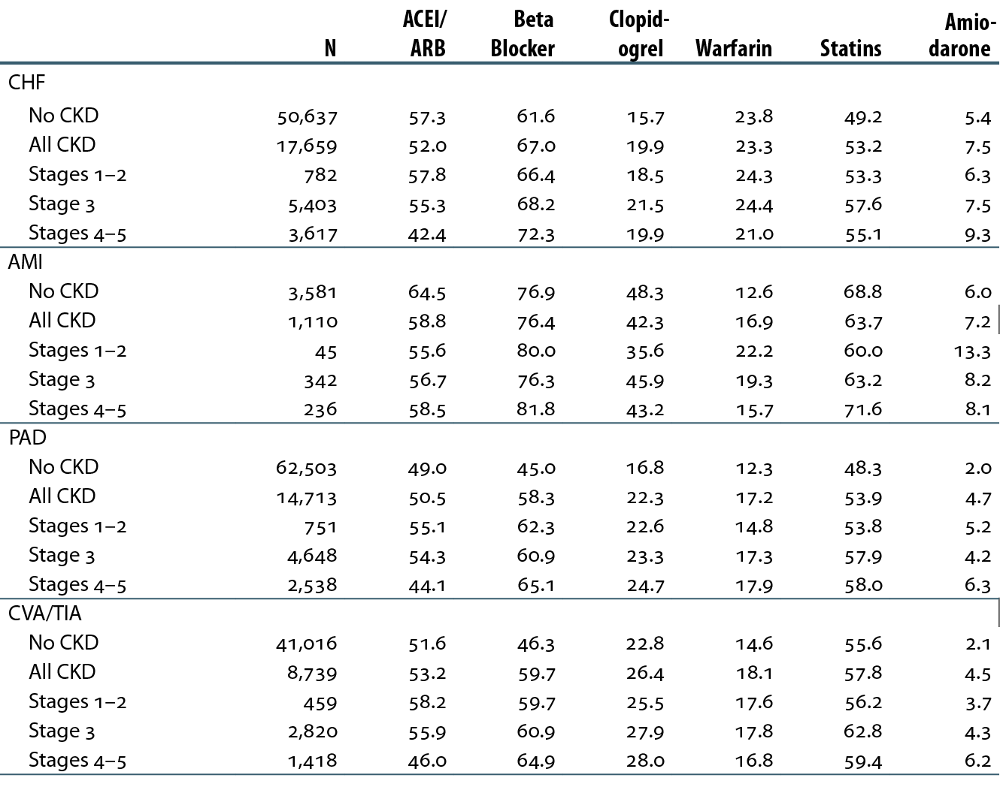 N ACEI/ ARB Beta Blocker Clopid- ogrel Warfarin Statins Amio- darone
CHF
No CKD 50,637 57.3 61.6 15.7 23.8 49.2 5.4
All CKD 17,659 52.0 67.0 19.9 23.3 53.2 7.5
Stages 1–2 782 57.8 66.4 18.5 24.3 53.3 6.3
Stage 3 5,403 55.3 68.2 21.5 24.4 57.6 7.5
Stages 4–5 3,617 42.4 72.3 19.9 21.0 55.1 9.3
AMI
No CKD 3,581 64.5 76.9 48.3 12.6 68.8 6.0
All CKD 1,110 58.8 76.4 42.3 16.9 63.7 7.2
Stages 1–2 45 55.6 80.0 35.6 22.2 60.0 13.3
Stage 3 342 56.7 76.3 45.9 19.3 63.2 8.2
Stages 4–5 236 58.5 81.8 43.2 15.7 71.6 8.1
PAD
No CKD 62,503 49.0 45.0 16.8 12.3 48.3 2.0
All CKD 14,713 50.5 58.3 22.3 17.2 53.9 4.7
Stages 1–2 751 55.1 62.3 22.6 14.8 53.8 5.2
Stage 3 4,648 54.3 60.9 23.3 17.3 57.9 4.2
Stages 4–5 2,538 44.1 65.1 24.7 17.9 58.0 6.3
CVA/TIA
No CKD 41,016 51.6 46.3 22.8 14.6 55.6 2.1
All CKD 8,739 53.2 59.7 26.4 18.1 57.8 4.5
Stages 1–2 459 58.2 59.7 25.5 17.6 56.2 3.7
Stage 3 2,820 55.9 60.9 27.9 17.8 62.8 4.3
Stages 4–5 1,418 46.0 64.9 28.0 16.8 59.4 6.2